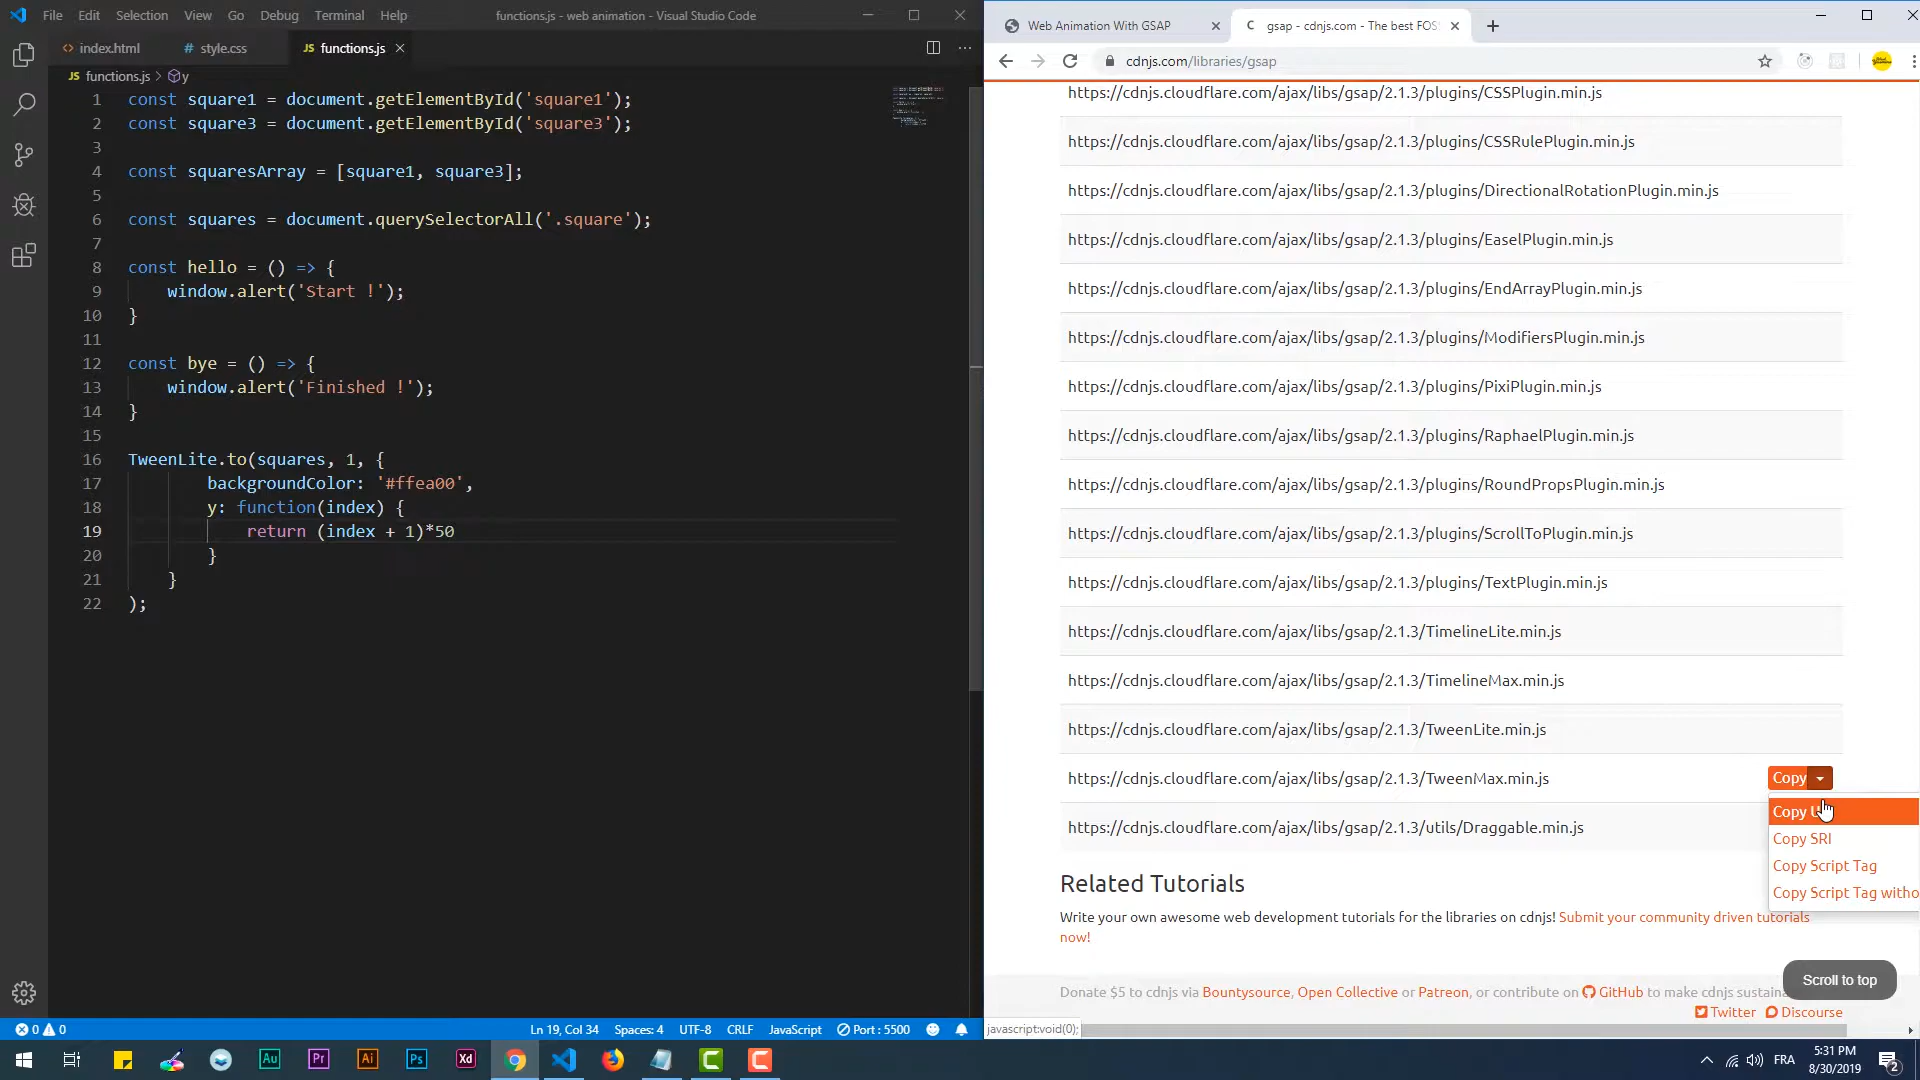 File Edit Selection View Go Debug Terminal Help
functions.js - web animation - Visual Studio Code
<> index.html
# style.css
JS functions.js ×
JS functions.js > y
1 const square1 = document.getElementById('square1');
2 const square3 = document.getElementById('square3');
3
4 const squaresArray = [square1, square3];
5
6 const squares = document.querySelectorAll('.square');
7
8 const hello = () => {
9 window.alert('Start !');
10 }
11
12 const bye = () => {
13 window.alert('Finished !');
14 }
15
16 TweenLite.to(squares, 1, {
17 backgroundColor: '#ffea00',
18 y: function(index) {
19 return (index + 1)*50
20 }
21 }
22 );
0 0
Ln 19, Col 34 Spaces: 4 UTF-8 CRLF JavaScript Port : 5500
Web Animation With GSAP
C gsap - cdnjs.com - The best FOS
cdnjs.com/libraries/gsap
https://cdnjs.cloudflare.com/ajax/libs/gsap/2.1.3/plugins/CSSPlugin.min.js
https://cdnjs.cloudflare.com/ajax/libs/gsap/2.1.3/plugins/CSSRulePlugin.min.js
https://cdnjs.cloudflare.com/ajax/libs/gsap/2.1.3/plugins/DirectionalRotationPlugin.min.js
https://cdnjs.cloudflare.com/ajax/libs/gsap/2.1.3/plugins/EaselPlugin.min.js
https://cdnjs.cloudflare.com/ajax/libs/gsap/2.1.3/plugins/EndArrayPlugin.min.js
https://cdnjs.cloudflare.com/ajax/libs/gsap/2.1.3/plugins/ModifiersPlugin.min.js
https://cdnjs.cloudflare.com/ajax/libs/gsap/2.1.3/plugins/PixiPlugin.min.js
https://cdnjs.cloudflare.com/ajax/libs/gsap/2.1.3/plugins/RaphaelPlugin.min.js
https://cdnjs.cloudflare.com/ajax/libs/gsap/2.1.3/plugins/RoundPropsPlugin.min.js
https://cdnjs.cloudflare.com/ajax/libs/gsap/2.1.3/plugins/ScrollToPlugin.min.js
https://cdnjs.cloudflare.com/ajax/libs/gsap/2.1.3/plugins/TextPlugin.min.js
https://cdnjs.cloudflare.com/ajax/libs/gsap/2.1.3/TimelineLite.min.js
https://cdnjs.cloudflare.com/ajax/libs/gsap/2.1.3/TimelineMax.min.js
https://cdnjs.cloudflare.com/ajax/libs/gsap/2.1.3/TweenLite.min.js
https://cdnjs.cloudflare.com/ajax/libs/gsap/2.1.3/TweenMax.min.js
Copy
Copy U
Copy SRI
Copy Script Tag
Copy Script Tag witho
https://cdnjs.cloudflare.com/ajax/libs/gsap/2.1.3/utils/Draggable.min.js
Related Tutorials
Write your own awesome web development tutorials for the libraries on cdnjs! Submit your community driven tutorials
now!
Scroll to top
Donate $5 to cdnjs via Bountysource, Open Collective or Patreon, or contribute on GitHub to make cdnjs sustaina
Twitter Discourse
javascript:void(0);
Au Pr Ai Ps Xd
FRA
5:31 PM
8/30/2019
2